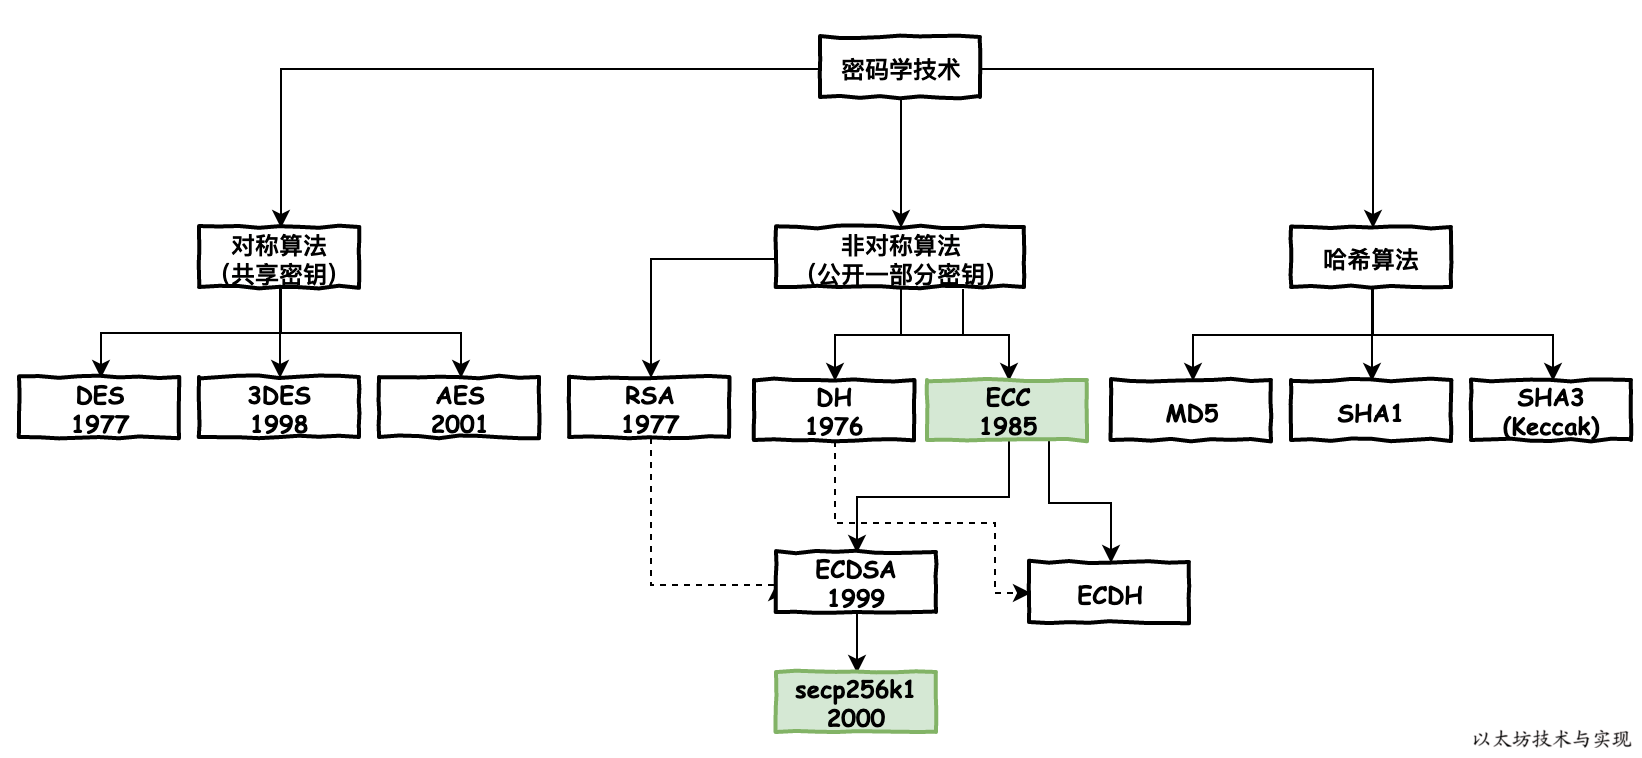 密码学技术
对称算法
（共享密钥）
非对称算法
（公开一部分密钥）
哈希算法
DES
1977
3DES
1998
AES
2001
RSA
1977
DH
1976
ECC
1985
MD5
SHA1
SHA3
(Keccak)
ECDSA
1999
ECDH
secp256k1
2000
以太坊技术与实现